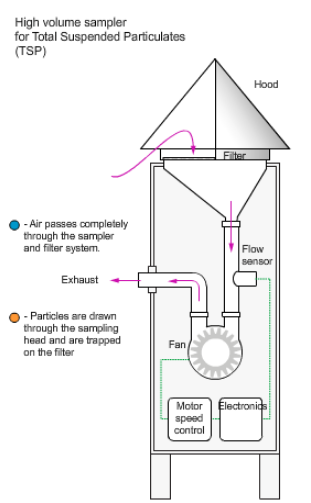 High volume sampler
for Total Suspended Particulates
(TSP)
Hood
Filter
- Air passes completely
through the sampler
and filter system.
Flow
sensor
Exhaust
- Particles are drawn
through the sampling
head and are trapped
on the filter
Fan
Motor
speed
control
Electronics